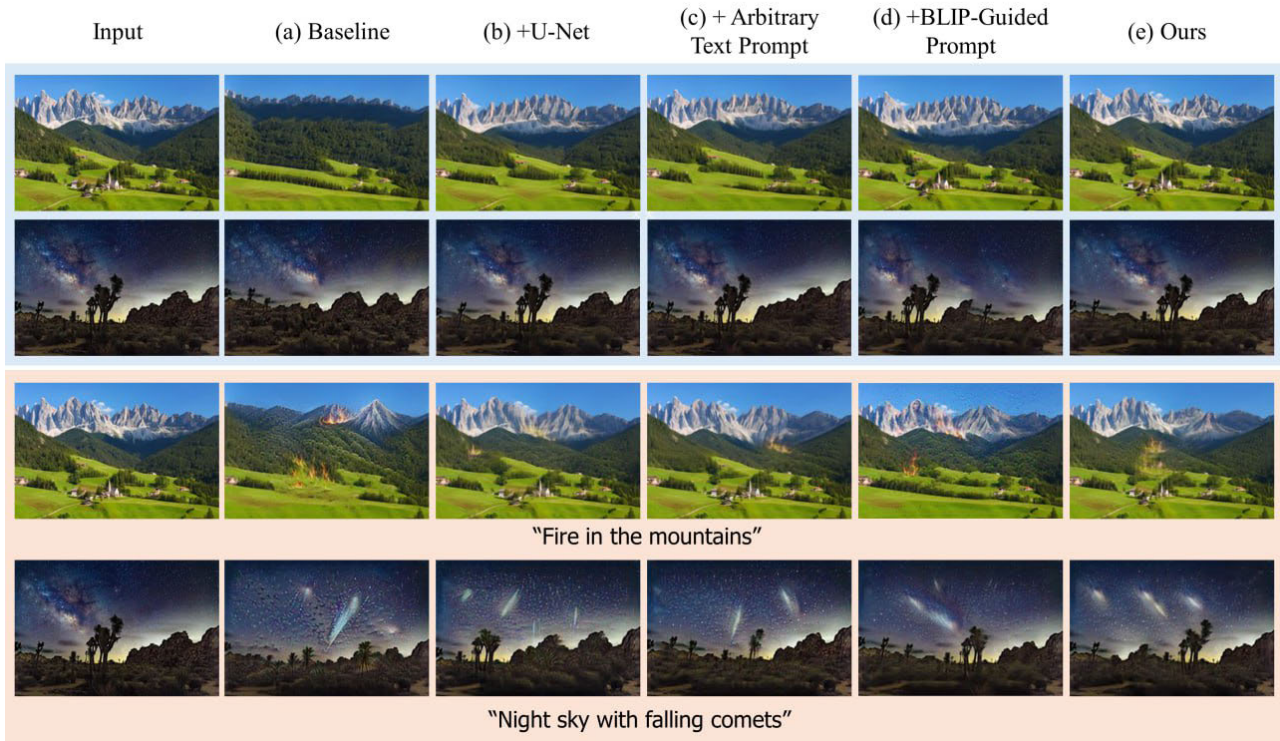 Input
(a) Baseline
(b) +U-Net
(c) + Arbitrary
Text Prompt
(d) +BLIP-Guided
Prompt
(e) Ours
“Fire in the mountains”
“Night sky with falling comets”